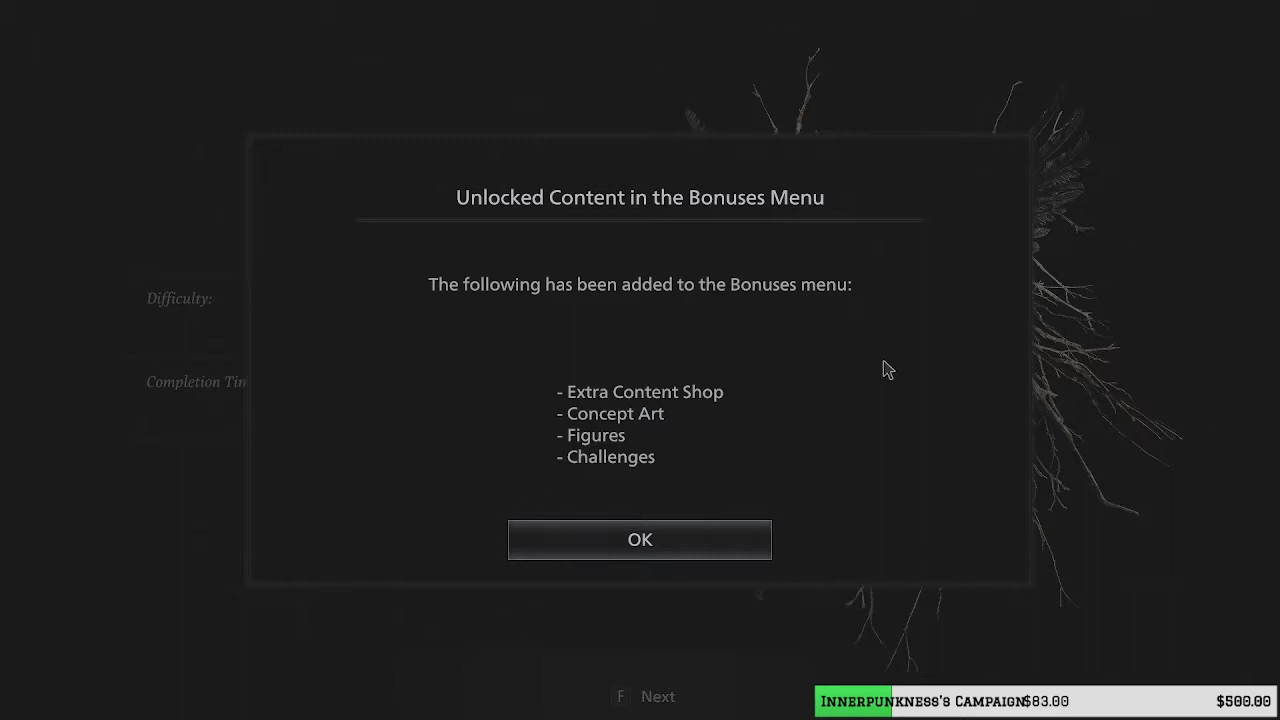 Unlocked Content in the Bonuses Menu
The following has been added to the Bonuses menu:
Difficulty:
Completion Tim
- Extra Content Shop
- Concept Art
- Figures
- Challenges
OK
F Next
Innerpunkness's Campaign $83.00 $500.00